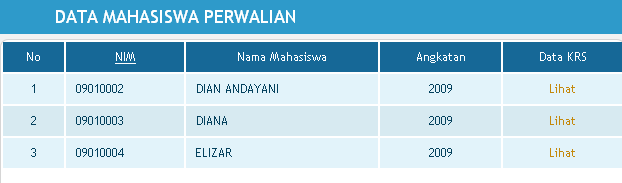 DATA MAHASISWA PERWALIAN
No NIM Nama Mahasiswa Angkatan Data KRS
1 09010002 DIAN ANDAYANI 2009 Lihat
2 09010003 DIANA 2009 Lihat
3 09010004 ELIZAR 2009 Lihat